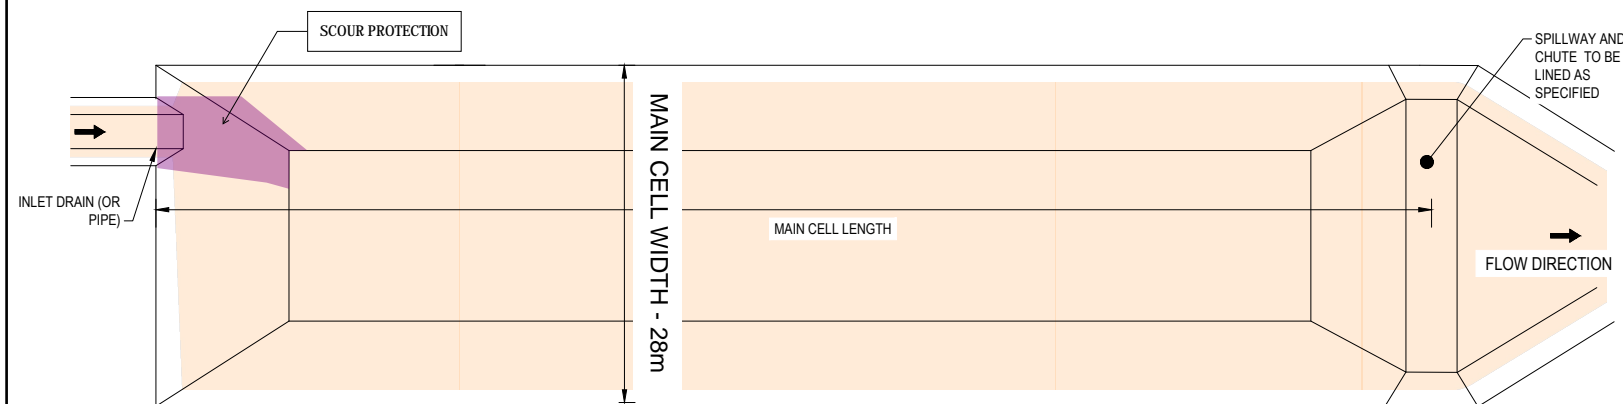 SCOUR PROTECTION
SPILLWAY AND
CHUTE TO BE
LINED AS
SPECIFIED
INLET DRAIN (OR
PIPE)
MAIN CELL WIDTH - 28m
MAIN CELL LENGTH
FLOW DIRECTION